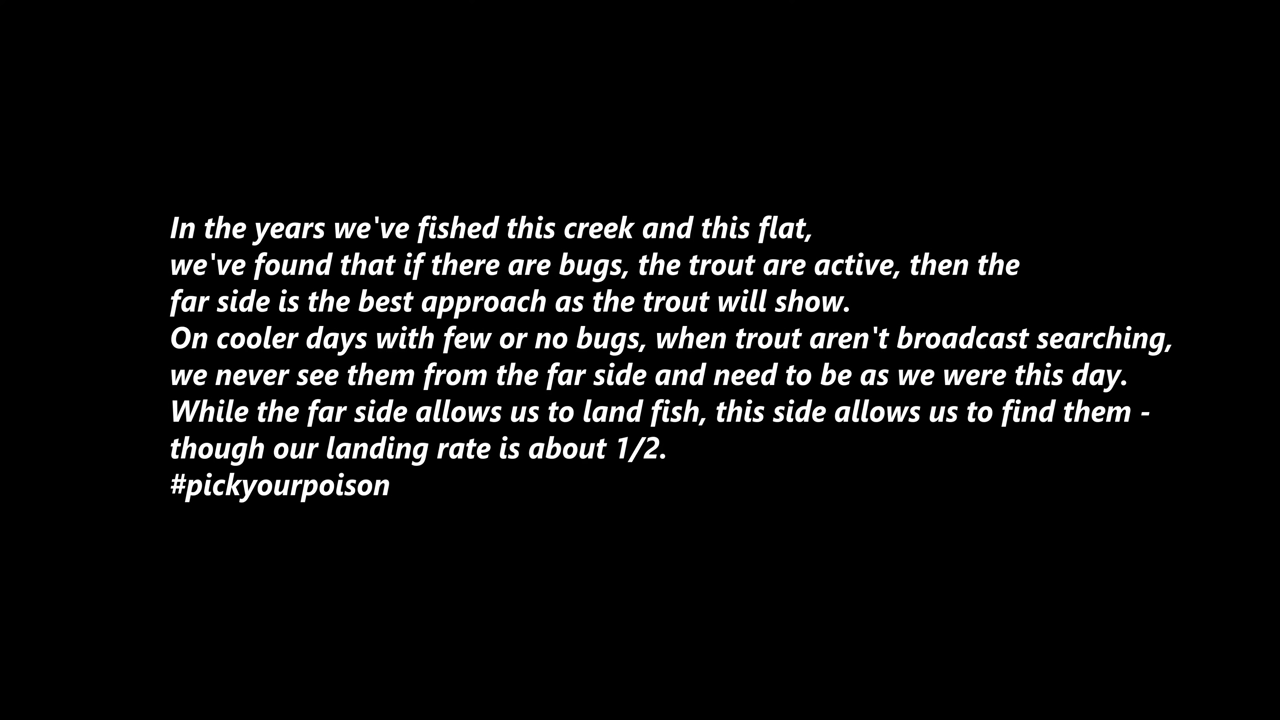 In the years we've fished this creek and this flat,
we've found that if there are bugs, the trout are active, then the
far side is the best approach as the trout will show.
On cooler days with few or no bugs, when trout aren't broadcast searching,
we never see them from the far side and need to be as we were this day.
While the far side allows us to land fish, this side allows us to find them -
though our landing rate is about 1/2.
#pickyourpoison